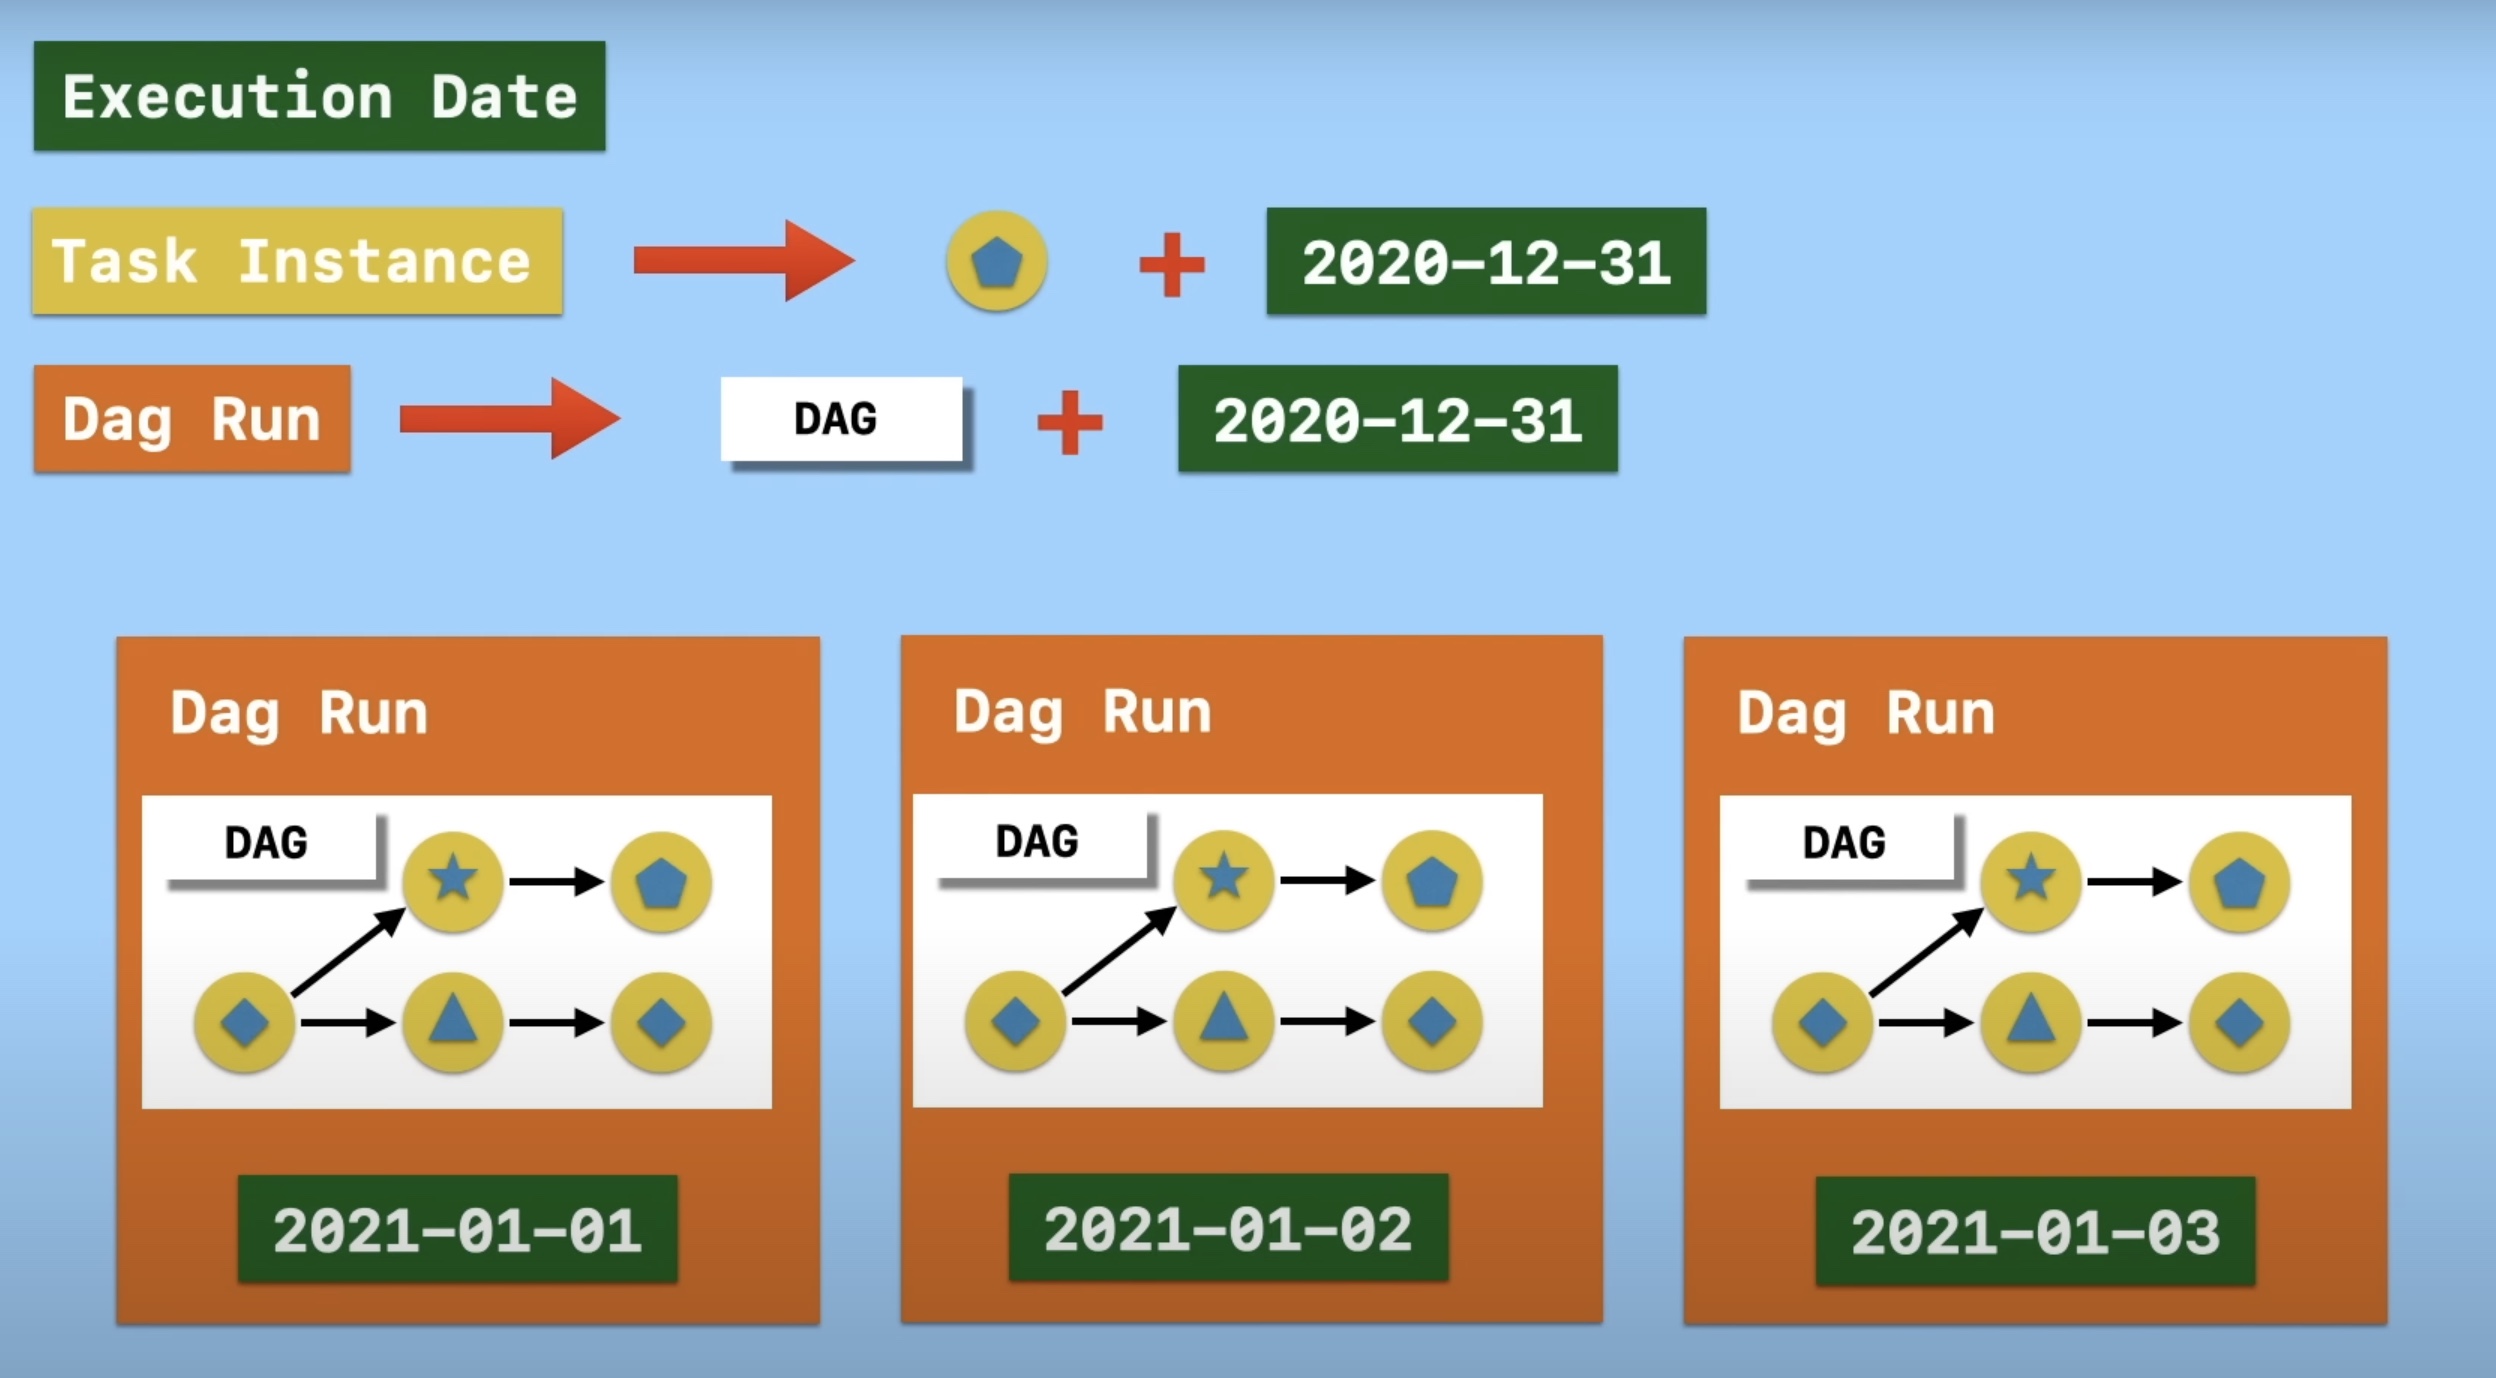 Execution Date
Task Instance
2020-12-31
Dag Run
DAG
2020-12-31
Dag Run
DAG
2021-01-01
Dag Run
DAG
2021-01-02
Dag Run
DAG
2021-01-03